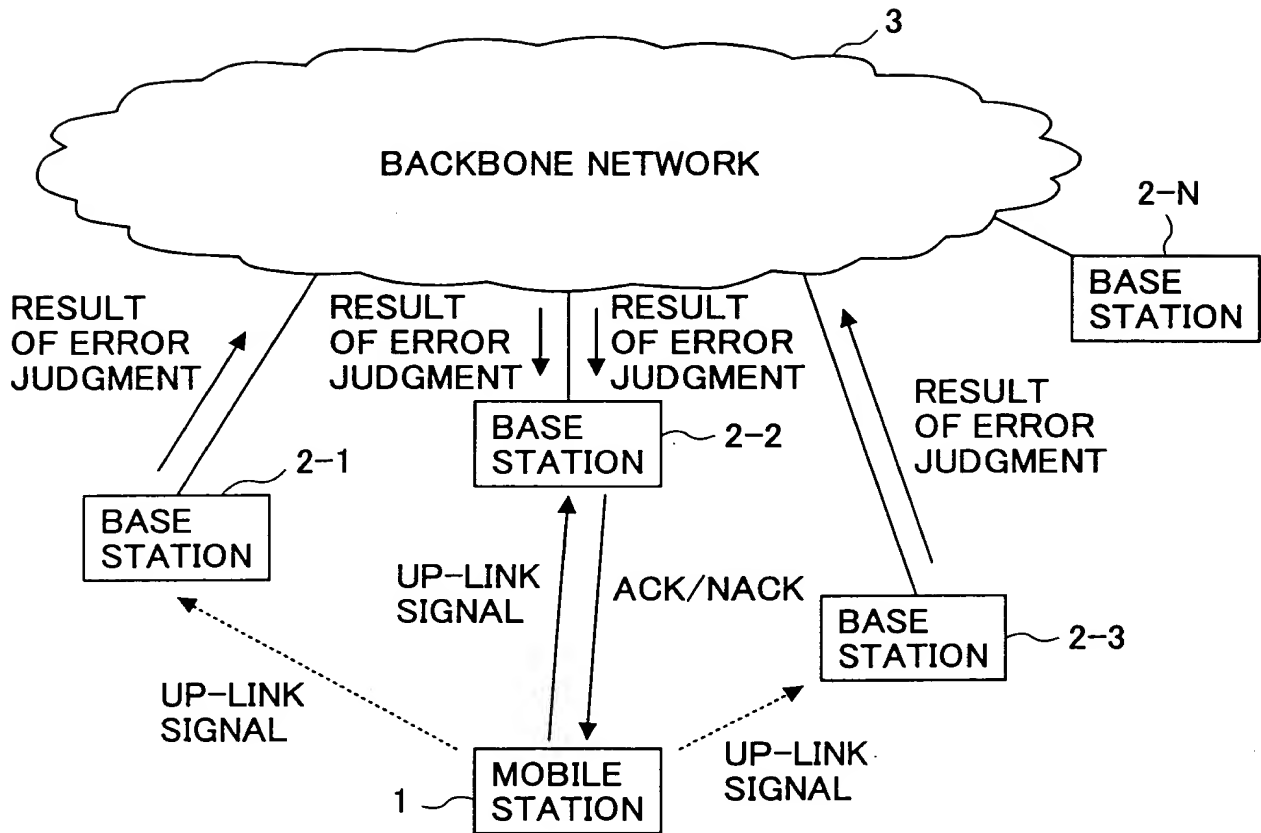 3
BACKBONE NETWORK
2-N
BASE
STATION
RESULT
OF ERROR
JUDGMENT
RESULT
OF ERROR
JUDGMENT
RESULT
OF ERROR
JUDGMENT
RESULT
OF ERROR
JUDGMENT
2-1
BASE
STATION
BASE
STATION
2-2
UP-LINK
SIGNAL
ACK/NACK
BASE
STATION
2-3
UP-LINK
SIGNAL
UP-LINK
SIGNAL
1
MOBILE
STATION